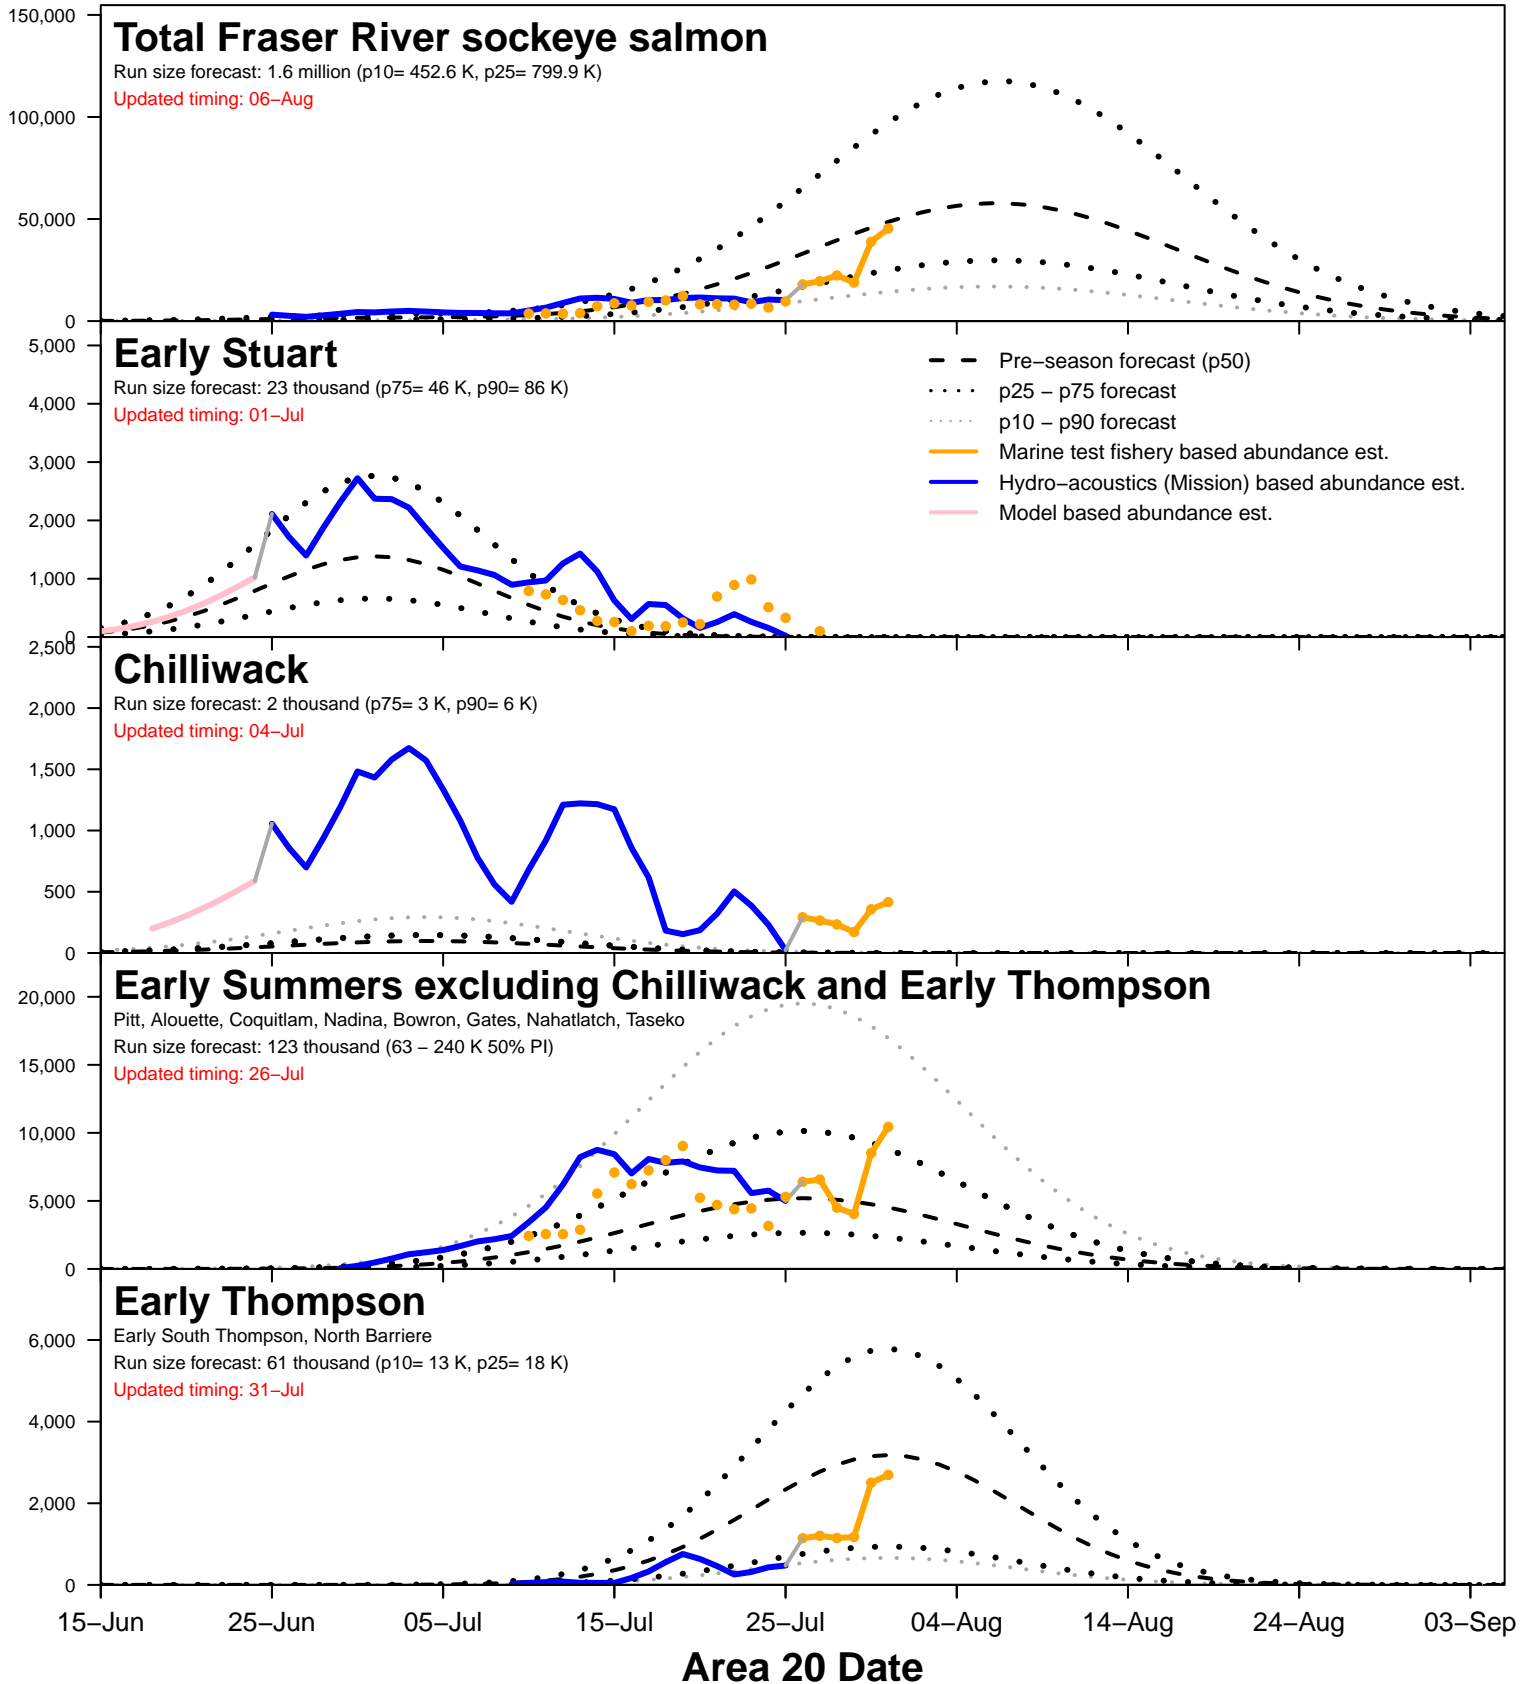 Total Fraser River sockeye salmon
Run size forecast: 1.6 million (p10= 452.6 K, p25= 799.9 K)
Updated timing: 06−Aug
150,000
100,000
50,000
0
Early Stuart
Run size forecast: 23 thousand (p75= 46 K, p90= 86 K)
Updated timing: 01−Jul
5,000
4,000
3,000
2,000
1,000
0
Pre−season forecast (p50)
p25 − p75 forecast
p10 − p90 forecast
Marine test fishery based abundance est.
Hydro−acoustics (Mission) based abundance est.
Model based abundance est.
Chilliwack
Run size forecast: 2 thousand (p75= 3 K, p90= 6 K)
Updated timing: 04−Jul
2,500
2,000
1,500
1,000
500
0
Early Summers excluding Chilliwack and Early Thompson
Pitt, Alouette, Coquitlam, Nadina, Bowron, Gates, Nahatlatch, Taseko
Run size forecast: 123 thousand (63 − 240 K 50% PI)
Updated timing: 26−Jul
20,000
15,000
10,000
5,000
0
Early Thompson
Early South Thompson, North Barriere
Run size forecast: 61 thousand (p10= 13 K, p25= 18 K)
Updated timing: 31−Jul
6,000
4,000
2,000
0
15−Jun 25−Jun 05−Jul 15−Jul 25−Jul 04−Aug 14−Aug 24−Aug 03−Sep
Area 20 Date